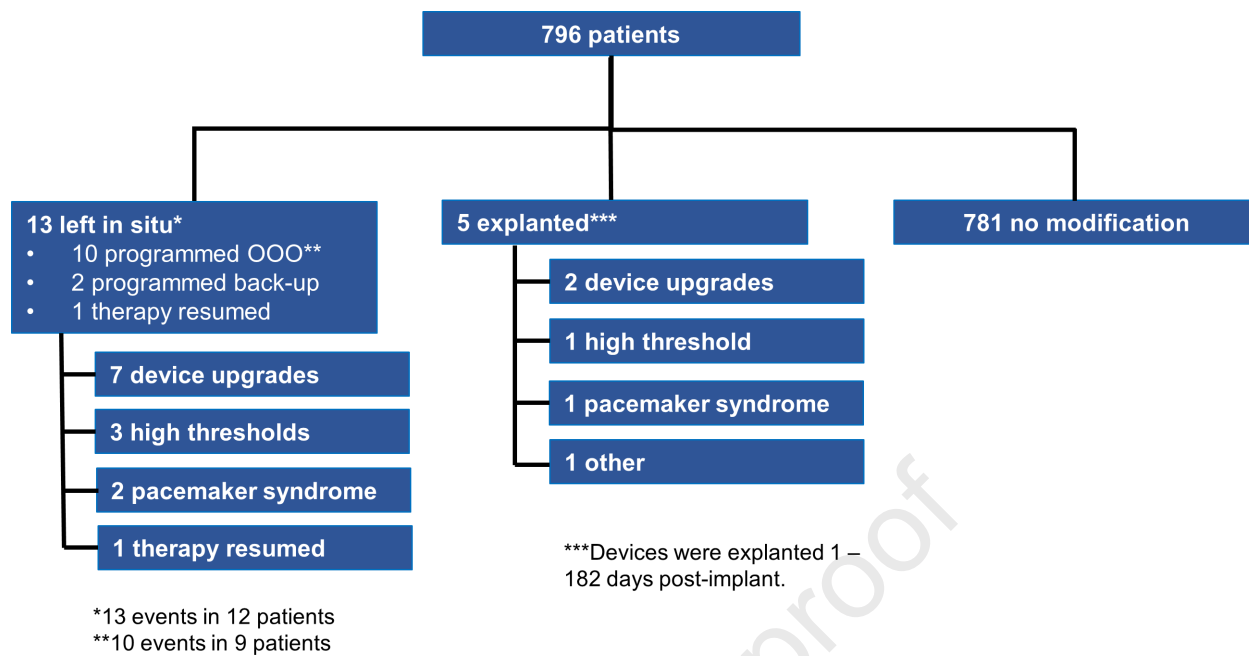 796 patients
13 left in situ*
• 10 programmed OOO**
• 2 programmed back-up
• 1 therapy resumed
7 device upgrades
3 high thresholds
2 pacemaker syndrome
1 therapy resumed
*13 events in 12 patients
**10 events in 9 patients
5 explanted***
2 device upgrades
1 high threshold
1 pacemaker syndrome
1 other
***Devices were explanted 1 –
182 days post-implant.
781 no modification
proof